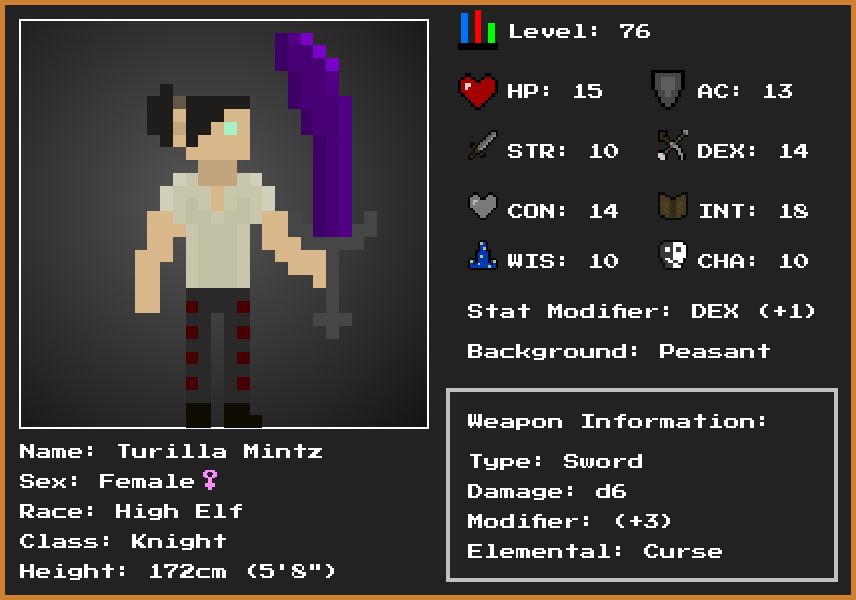 Level: 76
HP: 15
AC: 13
STR: 10
DEX: 14
CON: 14
INT: 18
WIS: 10
CHA: 10
Stat Modifier: DEX (+1)
Background: Peasant
Weapon Information:
Type: Sword
Damage: d6
Modifier: (+3)
Elemental: Curse
Name: Turilla Mintz
Sex: Female♀
Race: High Elf
Class: Knight
Height: 172cm (5'8")